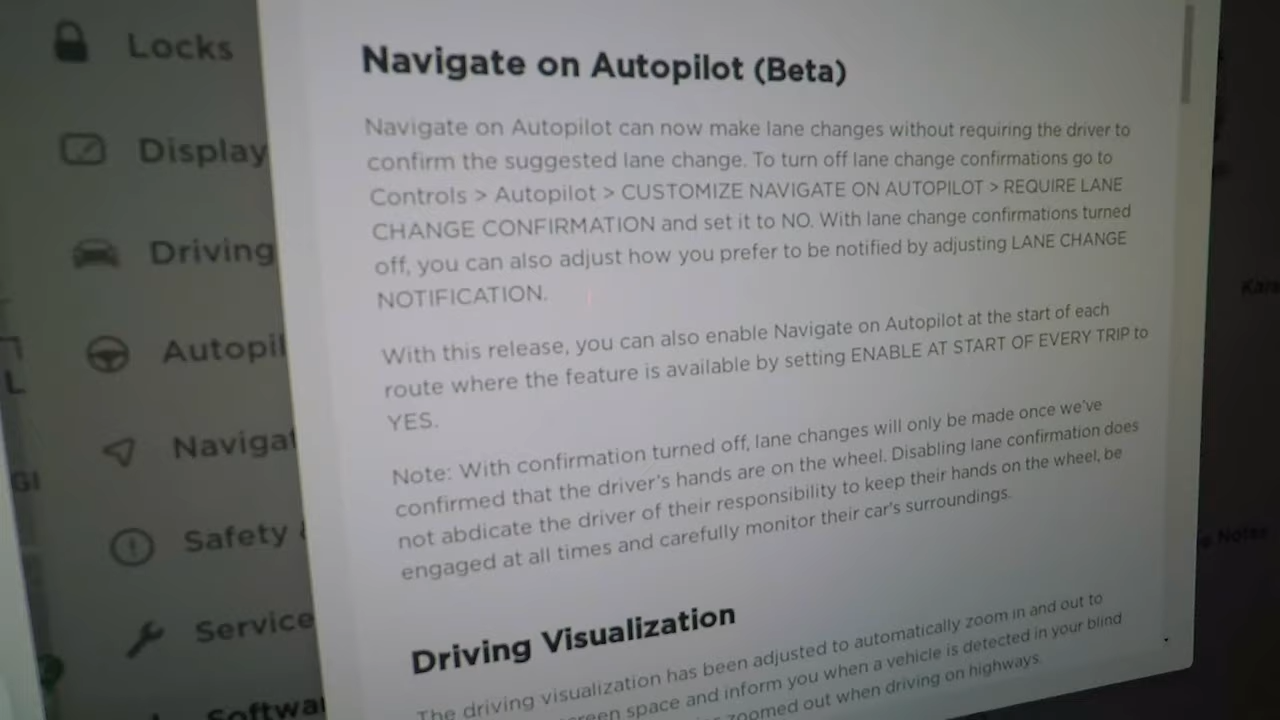 Locks
Display
Driving
Autopil
Navigat
Safety
Service
Softwa
Navigate on Autopilot (Beta)
Navigate on Autopilot can now make lane changes without requiring the driver to
confirm the suggested lane change. To turn off lane change confirmations go to
Controls > Autopilot > CUSTOMIZE NAVIGATE ON AUTOPILOT > REQUIRE LANE
CHANGE CONFIRMATION and set it to NO. With lane change confirmations turned
off, you can also adjust how you prefer to be notified by adjusting LANE CHANGE
NOTIFICATION.
With this release, you can also enable Navigate on Autopilot at the start of each
route where the feature is available by setting ENABLE AT START OF EVERY TRIP to
YES.
Note: With confirmation turned off, lane changes will only be made once we've
confirmed that the driver's hands are on the wheel. Disabling lane confirmation does
not abdicate the driver of their responsibility to keep their hands on the wheel, be
engaged at all times and carefully monitor their car's surroundings.
Driving Visualization
The driving visualization has been adjusted to automatically zoom in and out to
reen space and inform you when a vehicle is detected in your blind
zoomed out when driving on highways.
Notes